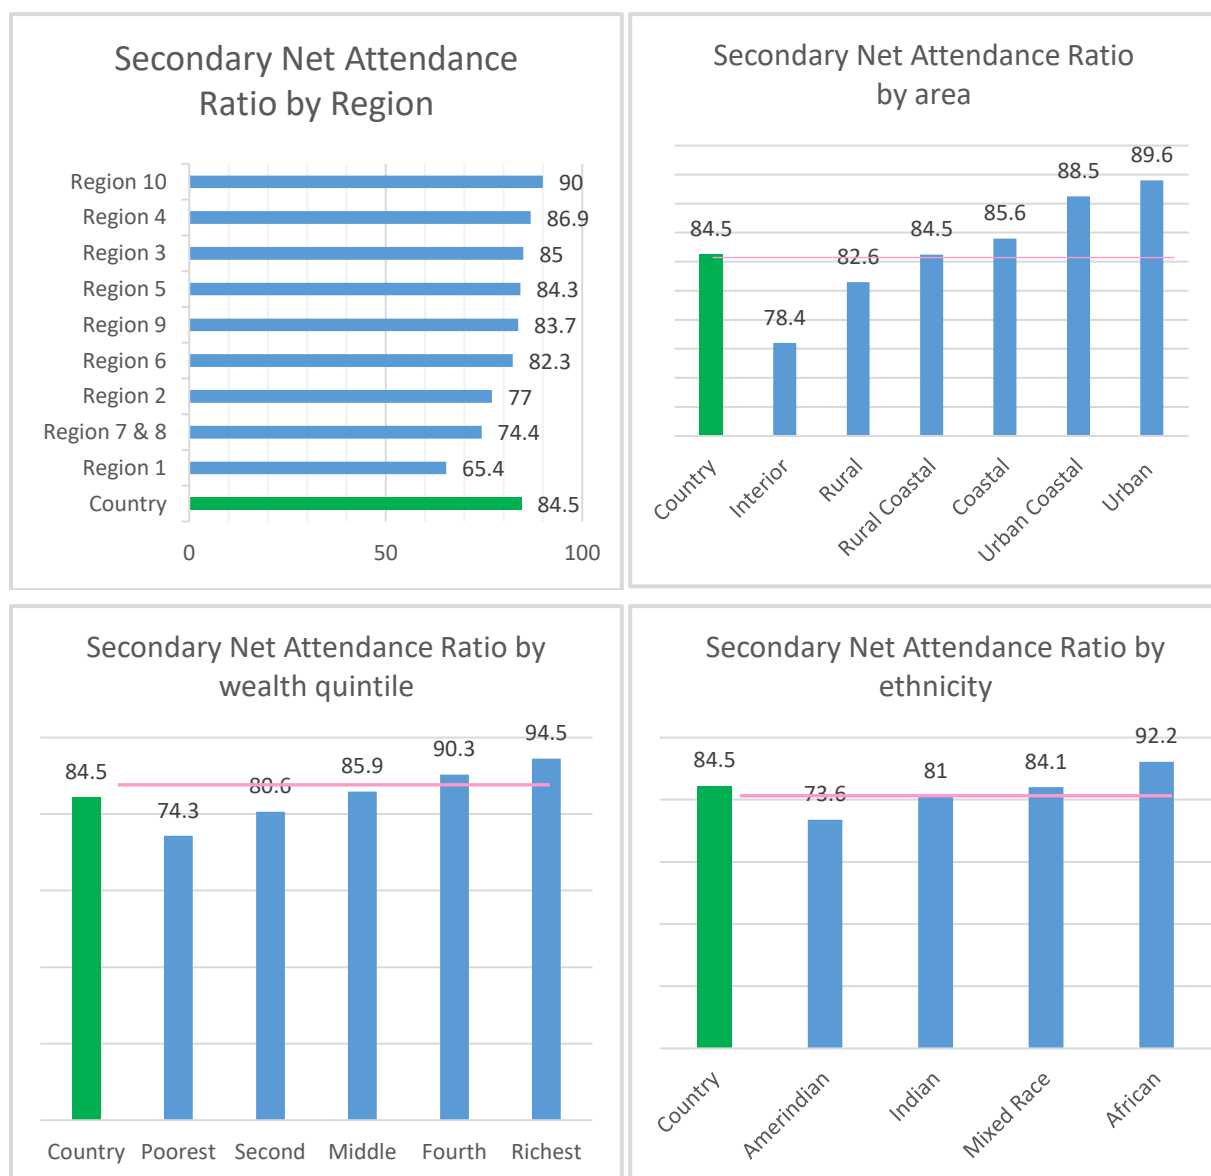 Secondary Net Attendance
Ratio by Region
Region 10
90
Region 4
86.9
Region 3
85
Region 5
84.3
Region 9
83.7
Region 6
82.3
Region 2
77
Region 7 & 8
74.4
Region 1
65.4
Country
84.5
0 50 100
Secondary Net Attendance Ratio
by area
84.5 78.4 82.6 84.5 85.6 88.5 89.6
Country Interior Rural Rural Coastal Coastal Urban Coastal Urban
Secondary Net Attendance Ratio by
wealth quintile
84.5 74.3 80.6 85.9 90.3 94.5
Country Poorest Second Middle Fourth Richest
Secondary Net Attendance Ratio by
ethnicity
84.5 73.6 81 84.1 92.2
Country Amerindian Indian Mixed Race African